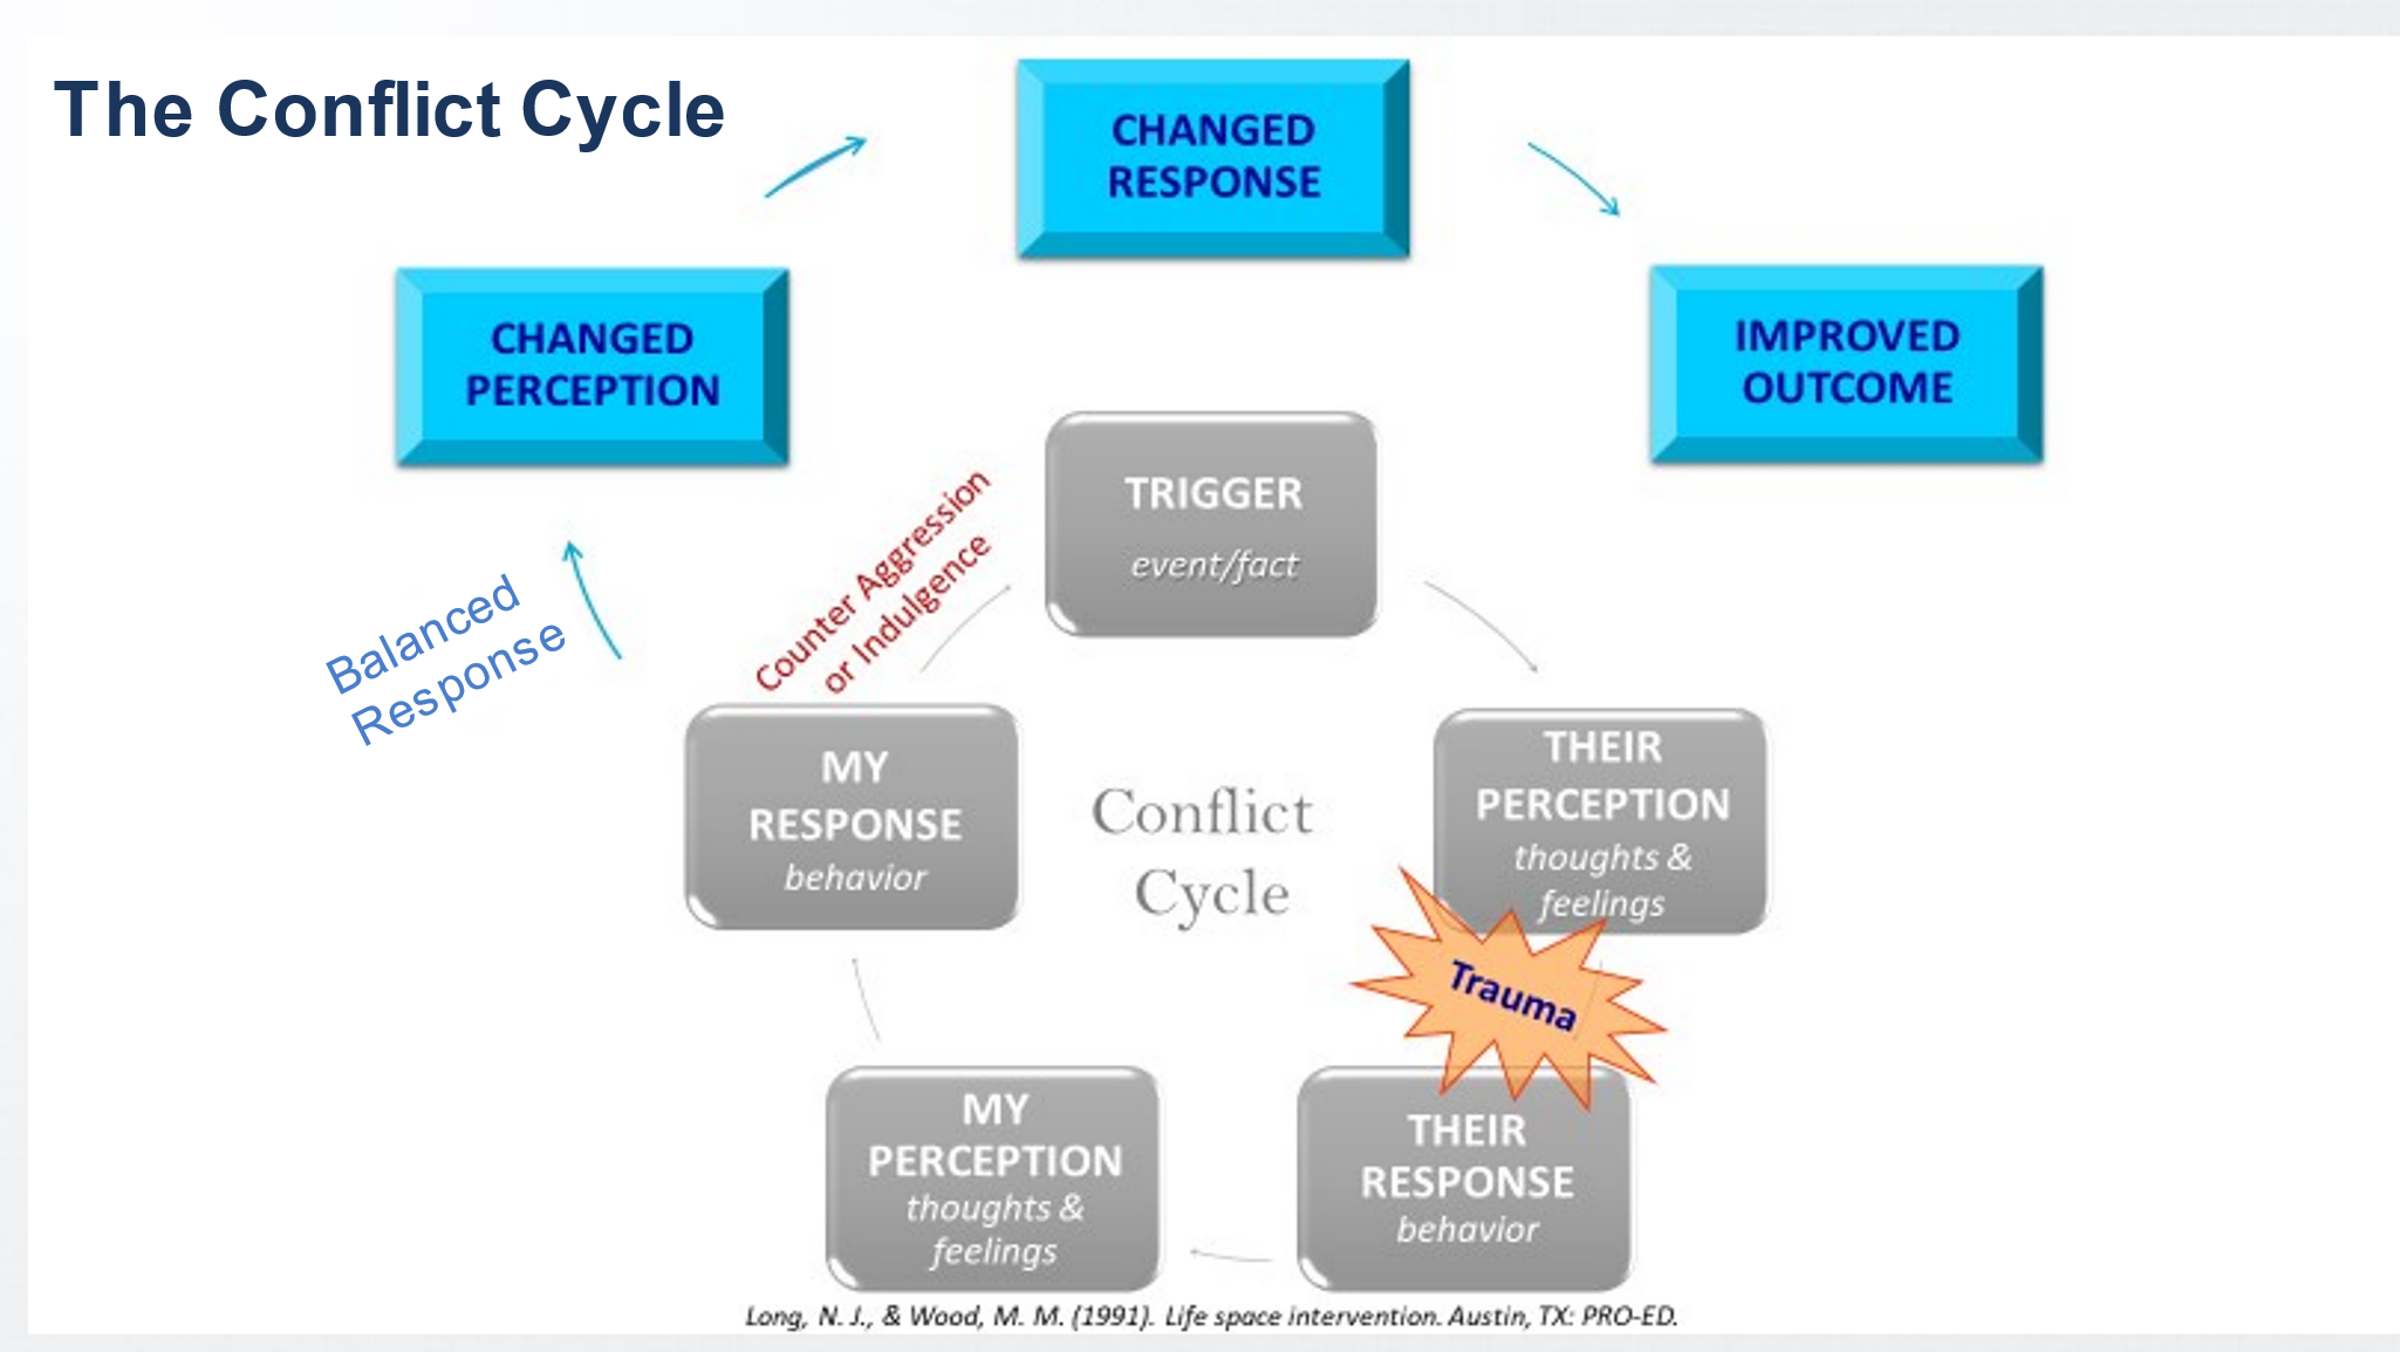 The Conflict Cycle
CHANGED
RESPONSE
CHANGED
PERCEPTION
IMPROVED
OUTCOME
Balanced
Response
Counter Aggression
or Indulgence
TRIGGER
event/fact
MY
RESPONSE
behavior
Conflict
Cycle
THEIR
PERCEPTION
thoughts &
feelings
Trauma
MY
PERCEPTION
thoughts &
feelings
THEIR
RESPONSE
behavior
Long, N. J., & Wood, M. M. (1991). Life space intervention. Austin, TX: PRO-ED.